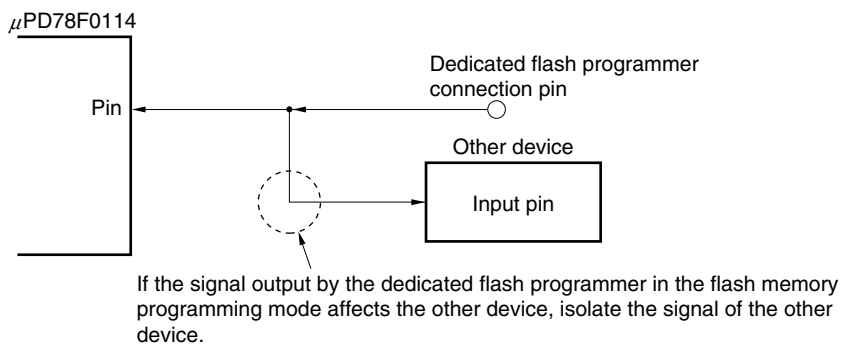 μPD78F0114
Dedicated flash programmer
connection pin
Pin
Other device
Input pin
If the signal output by the dedicated flash programmer in the flash memory
programming mode affects the other device, isolate the signal of the other
device.